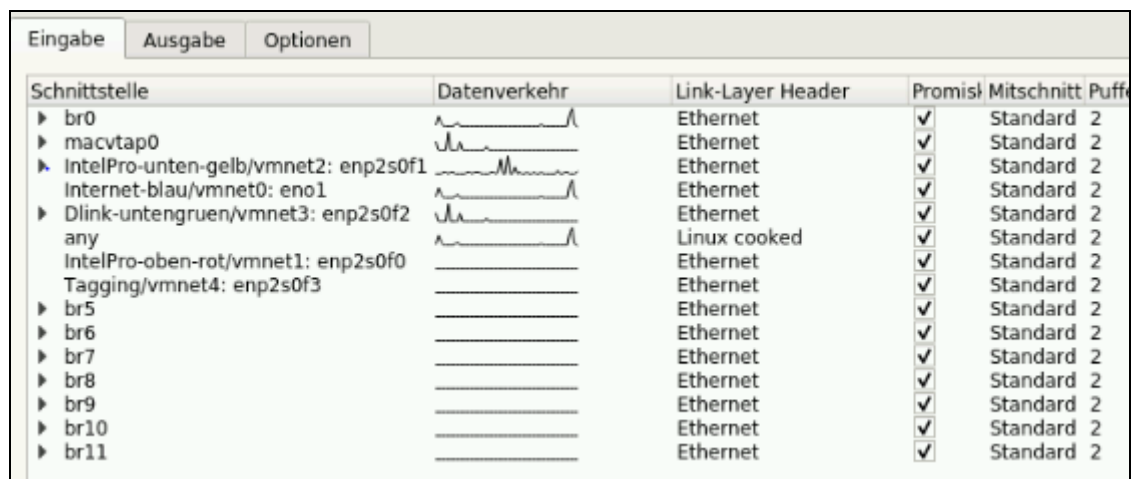 Eingabe Ausgabe Optionen
Schnittstelle Datenverkehr Link-Layer Header Promisk Mitschnitt Puffe
br0 Ethernet Standard 2
macvtap0 Ethernet Standard 2
IntelPro-unten-gelb/vmnet2: enp2s0f1 Ethernet Standard 2
Internet-blau/vmnet0: eno1 Ethernet Standard 2
Dlink-untengruen/vmnet3: enp2s0f2 Ethernet Standard 2
any Linux cooked Standard 2
IntelPro-oben-rot/vmnet1: enp2s0f0 Ethernet Standard 2
Tagging/vmnet4: enp2s0f3 Ethernet Standard 2
br5 Ethernet Standard 2
br6 Ethernet Standard 2
br7 Ethernet Standard 2
br8 Ethernet Standard 2
br9 Ethernet Standard 2
br10 Ethernet Standard 2
br11 Ethernet Standard 2